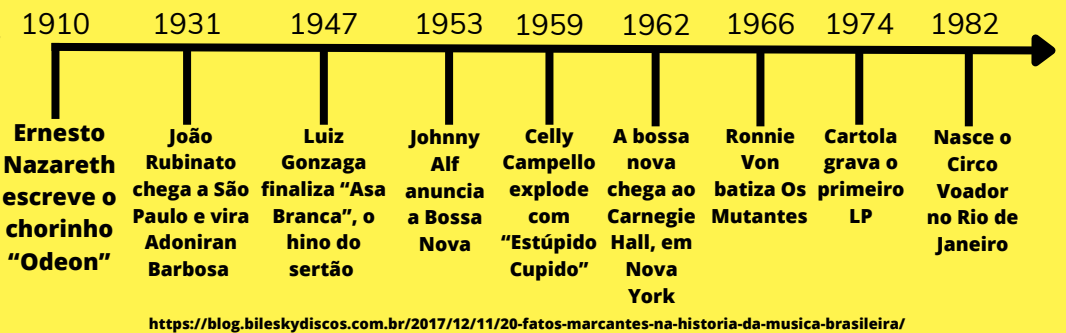 1910
1931
1947
1953
1959
1962
1966
1974
1982
Ernesto
Nazareth
escreve o
chorinho
“Odeon”
João
Rubinato
chega a São
Paulo e vira
Adoniran
Barbosa
Luiz
Gonzaga
finaliza “Asa
Branca”, o
hino do
sertão
Johnny
Alf
anuncia
a Bossa
Nova
Celly
Campello
explode
com
“Estúpido
Cupido”
A bossa
nova
chega ao
Carnegie
Hall, em
Nova
York
Ronnie
Von
batiza Os
Mutantes
Cartola
grava o
primeiro
LP
Nasce o
Circo
Voador
no Rio de
Janeiro
https://blog.bileskydiscos.com.br/2017/12/11/20-fatos-marcantes-na-historia-da-musica-brasileira/